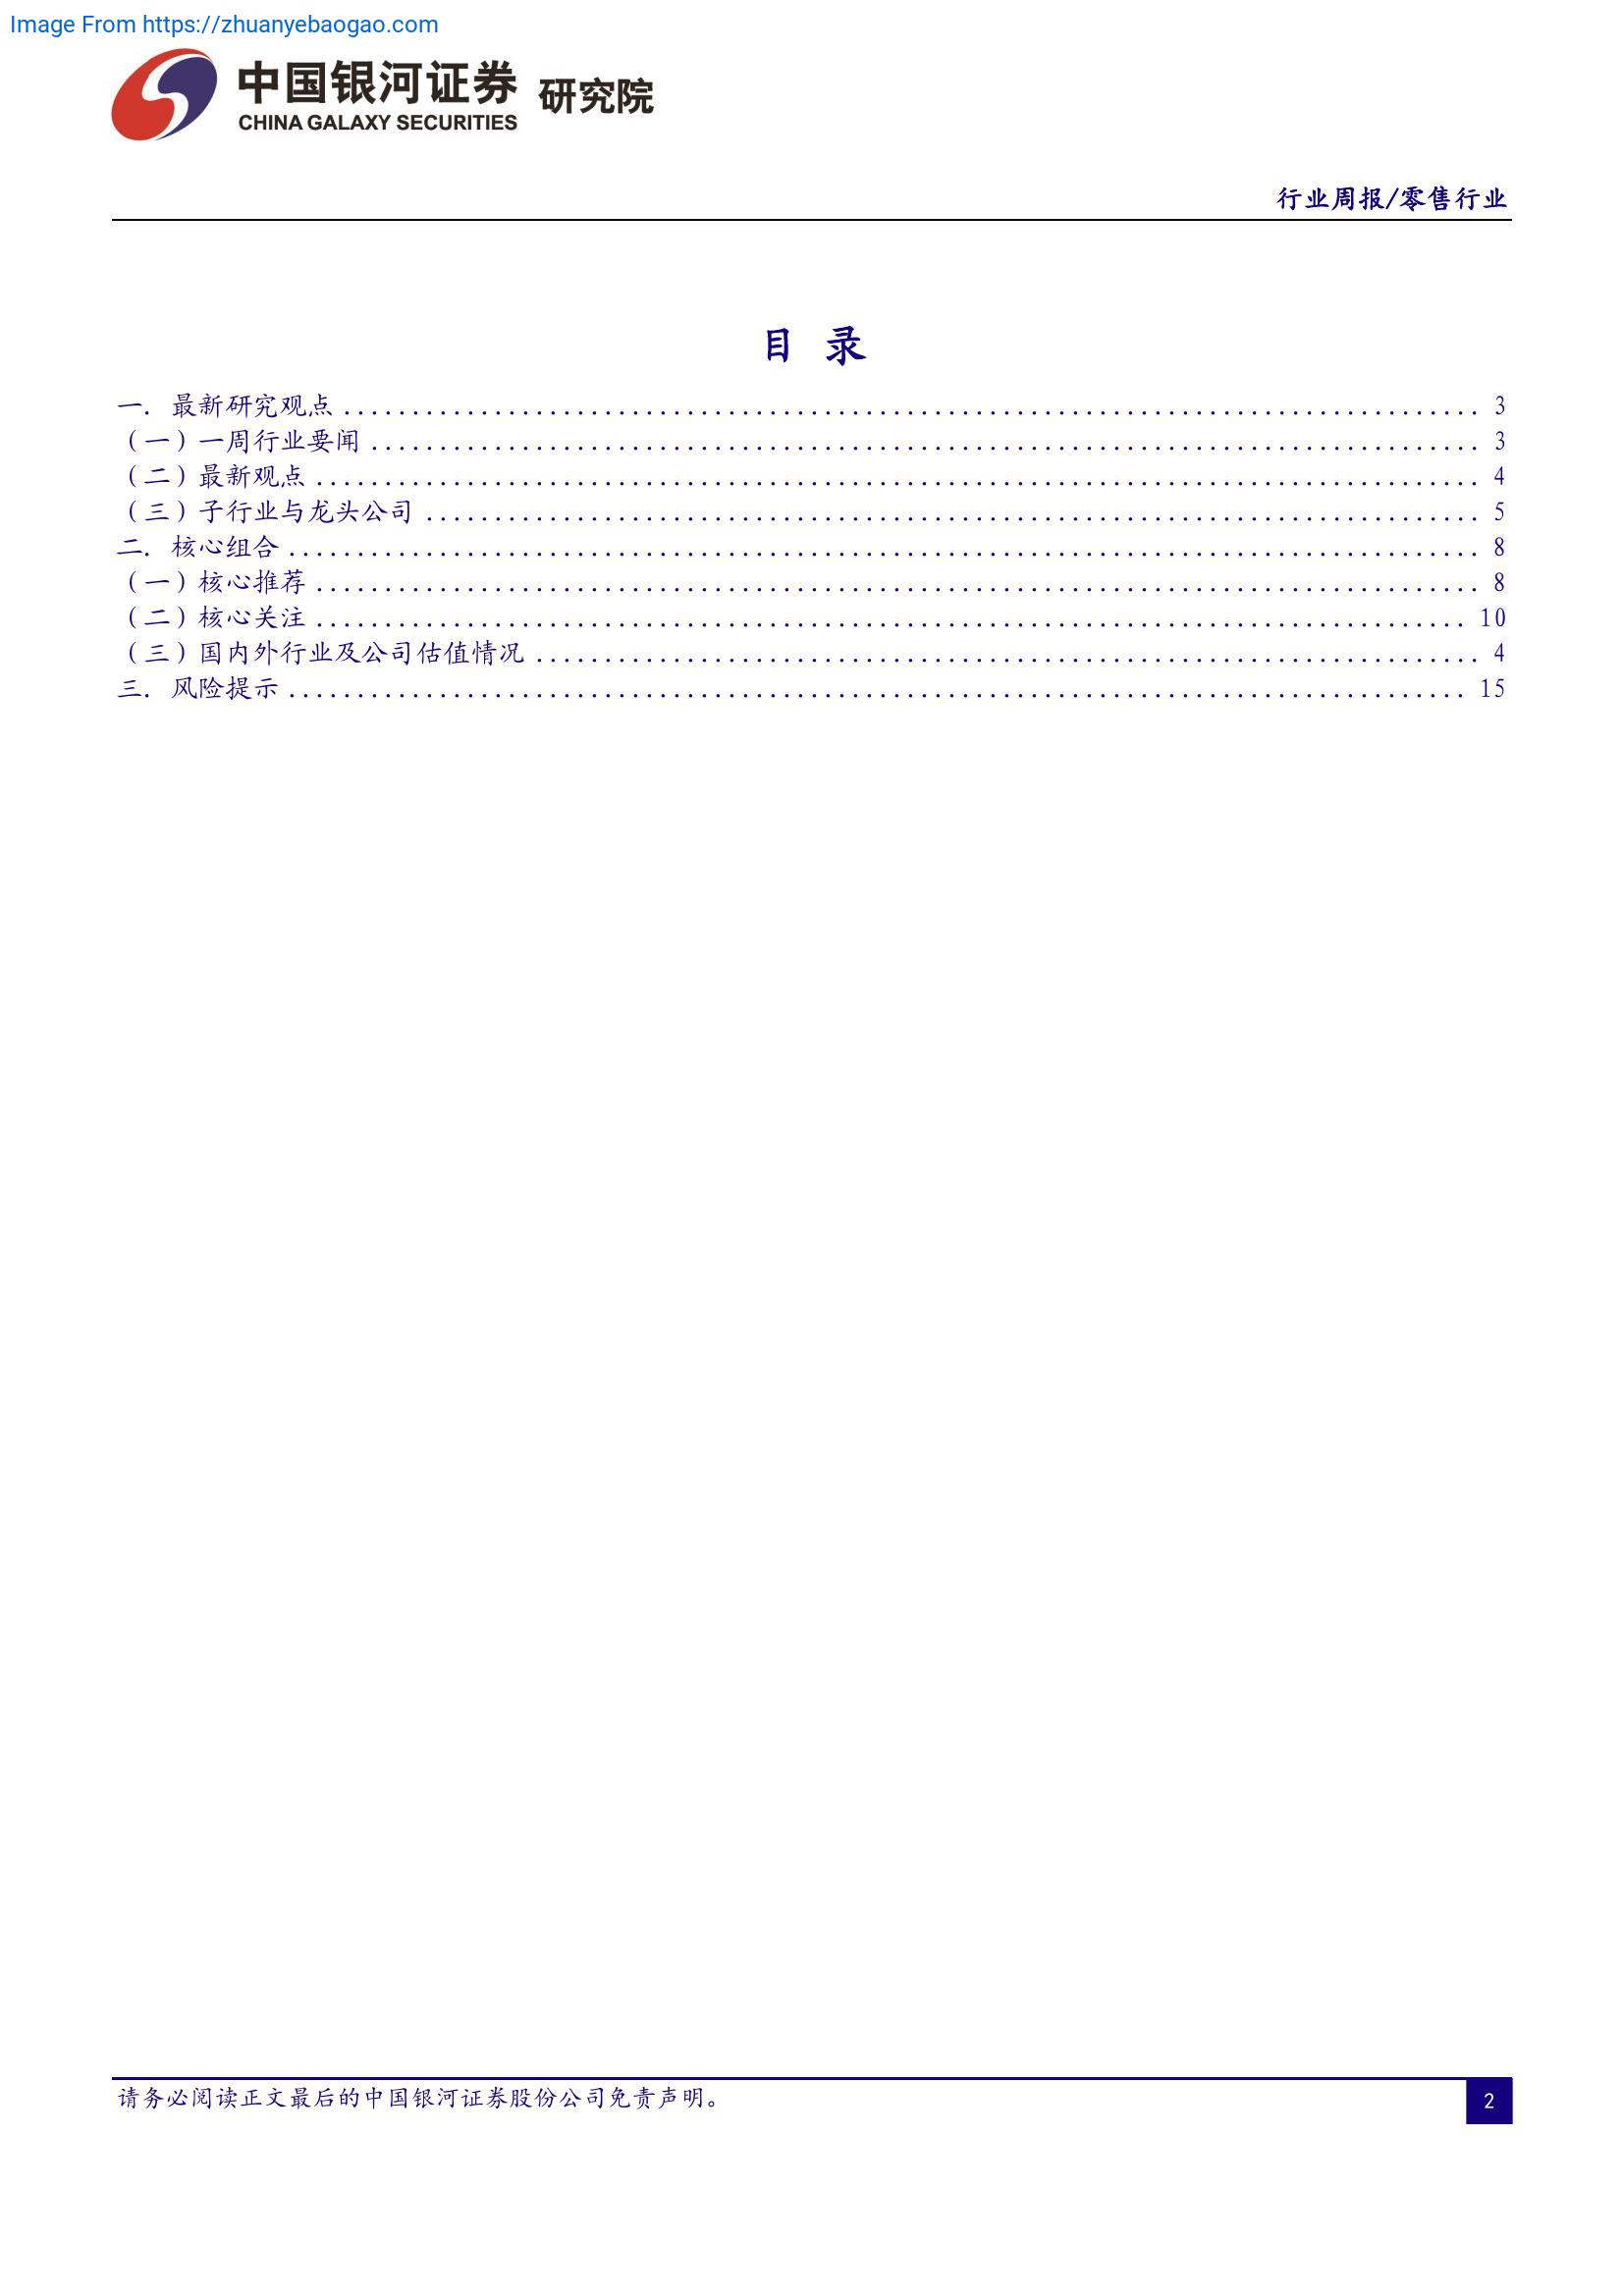 Image From https://zhuanyebaogao.com
中国银河证券 研究院
CHINA GALAXY SECURITIES
行业周报/零售行业
目 录
一. 最新研究观点 ........................................ 3
（一）一周行业要闻 ........................................ 3
（二）最新观点 ........................................ 4
（三）子行业与龙头公司 ........................................ 5
二. 核心组合 ........................................ 8
（一）核心推荐 ........................................ 8
（二）核心关注 ........................................ 10
（三）国内外行业及公司估值情况 ........................................ 4
三. 风险提示 ........................................ 15
请务必阅读正文最后的中国银河证券股份公司免责声明。
2